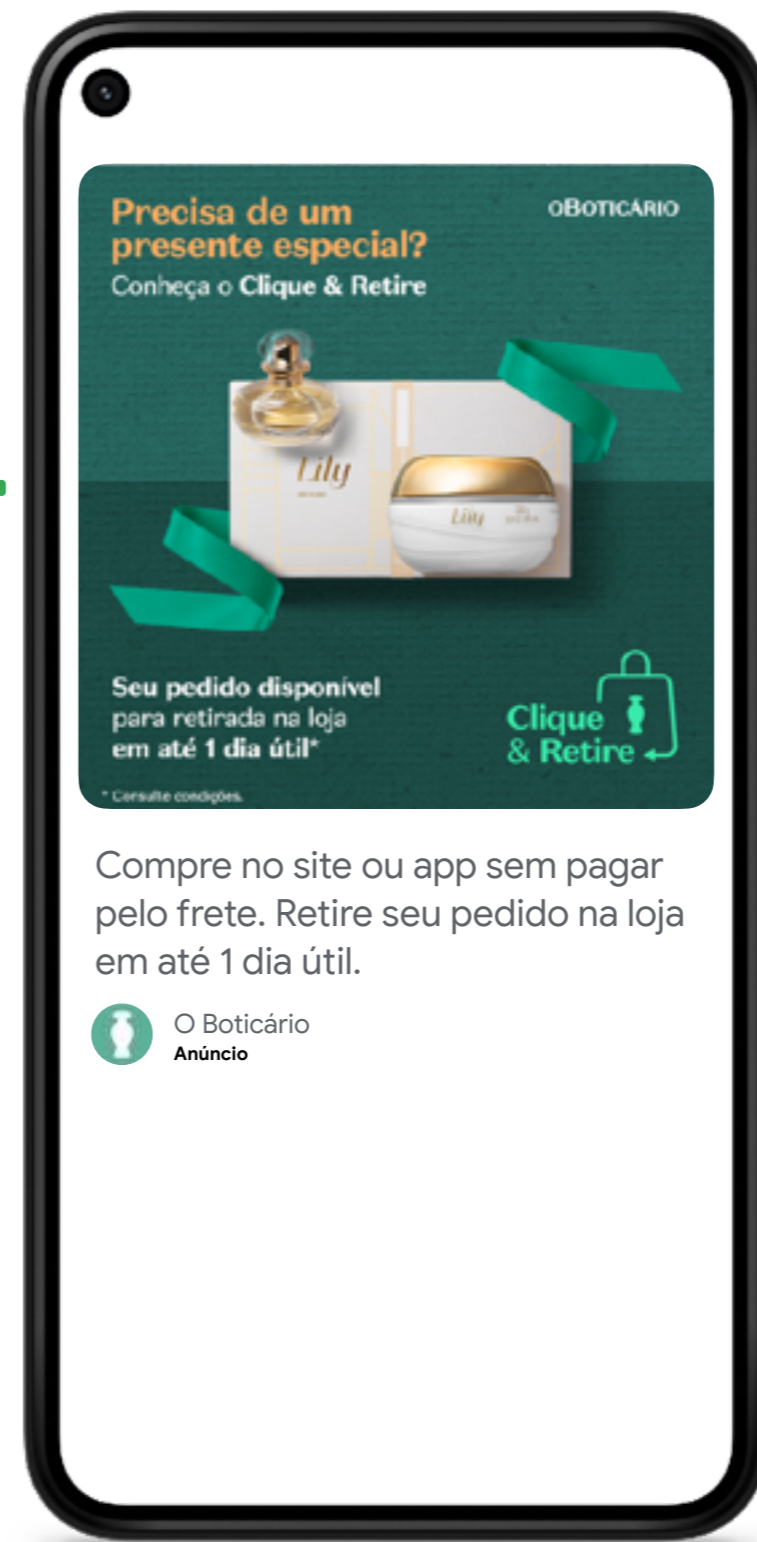 Precisa de um
presente especial?
oBOTICÁRIO
Conheça o Clique & Retire
Lily
Lily
Seu pedido disponível
para retirada na loja
em até 1 dia útil*
Clique
& Retire
* Consulte condições.
Compre no site ou app sem pagar
pelo frete. Retire seu pedido na loja
em até 1 dia útil.
O Boticário
Anúncio